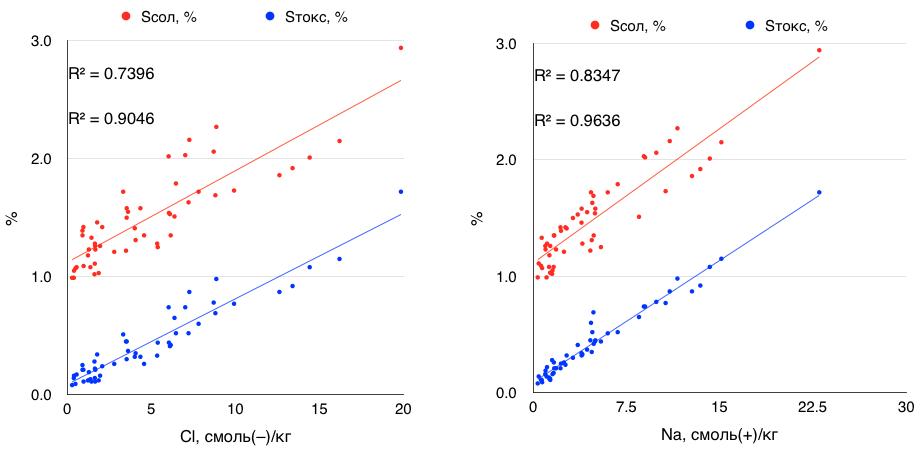 Sсол, % Sтокс, %
3.0
R² = 0.7396
R² = 0.9046
2.0
%
1.0
0.0
0 5 10 15 20
Cl, смоль(–)/кг
Sсол, % Sтокс, %
3.0
R² = 0.8347
R² = 0.9636
2.0
%
1.0
0.0
0 7.5 15 22.5 30
Na, смоль(+)/кг